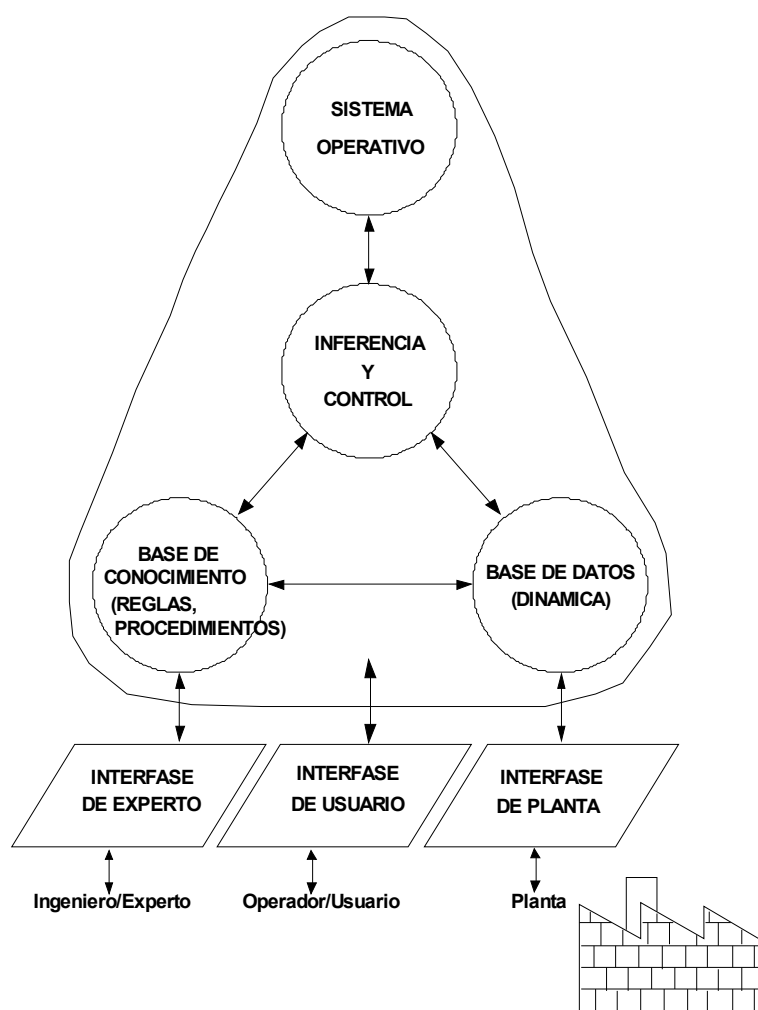 SISTEMA
OPERATIVO
INFERENCIA
Y
CONTROL
BASE DE
CONOCIMIENTO
(REGLAS,
PROCEDIMIENTOS)
BASE DE DATOS
(DINAMICA)
INTERFASE
DE EXPERTO
INTERFASE
DE USUARIO
INTERFASE
DE PLANTA
Ingeniero/Experto
Operador/Usuario
Planta